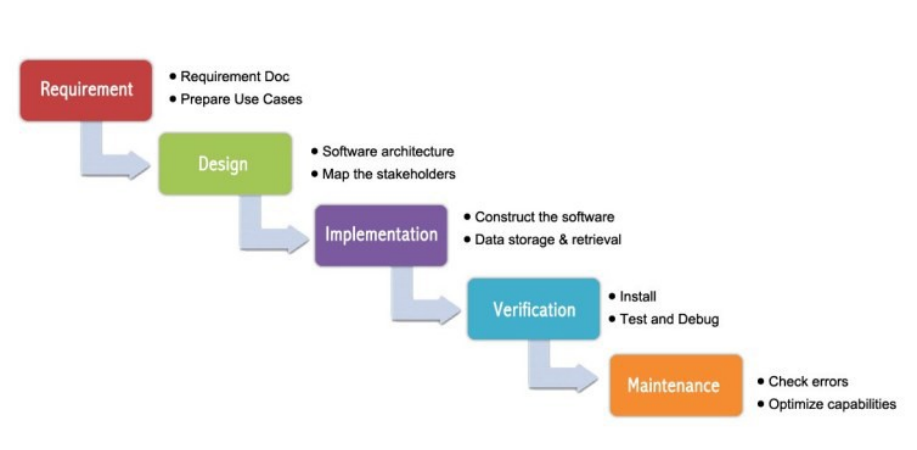 Requirement
● Requirement Doc
● Prepare Use Cases
Design
● Software architecture
● Map the stakeholders
Implementation
● Construct the software
● Data storage & retrieval
Verification
● Install
● Test and Debug
Maintenance
● Check errors
● Optimize capabilities